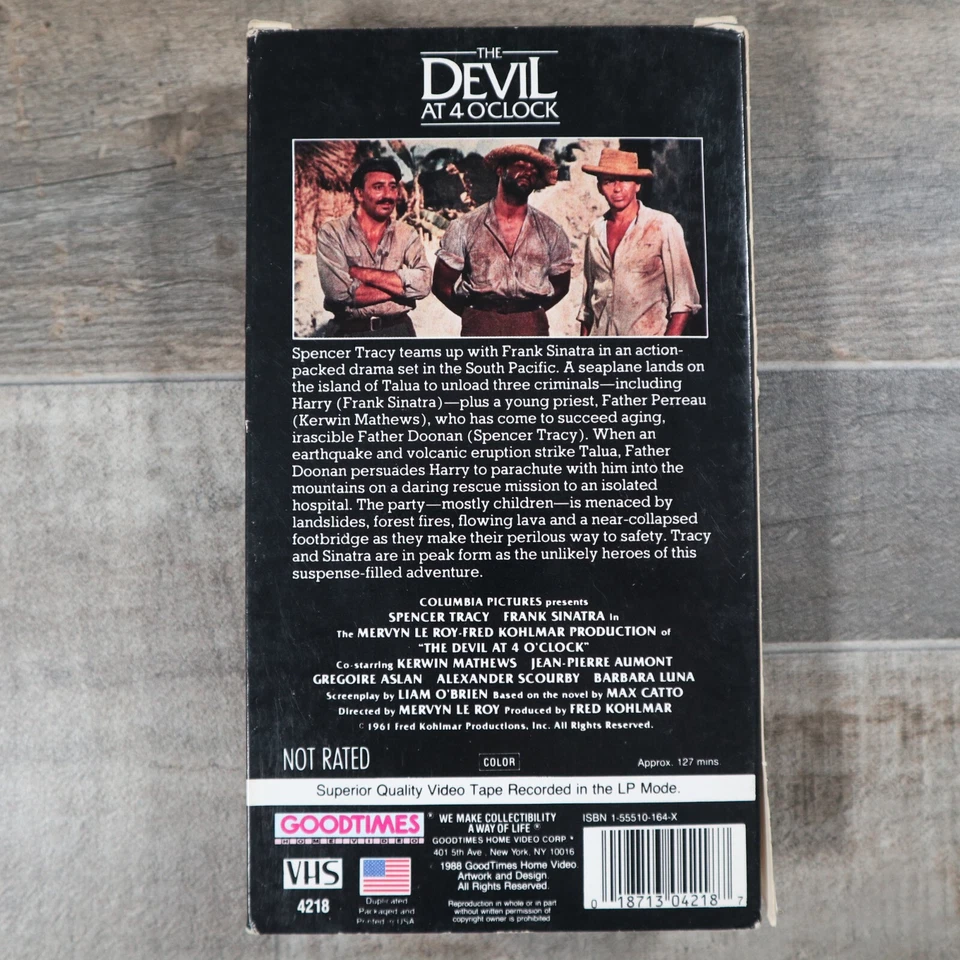 THE
DEVIL
AT 4 O'CLOCK
Spencer Tracy teams up with Frank Sinatra in an action-
packed drama set in the South Pacific. A seaplane lands on
the island of Talua to unload three criminals—including
Harry (Frank Sinatra)—plus a young priest, Father Perreau
(Kerwin Mathews), who has come to succeed aging,
irascible Father Doonan (Spencer Tracy). When an
earthquake and volcanic eruption strike Talua, Father
Doonan persuades Harry to parachute with him into the
mountains on a daring rescue mission to an isolated
hospital. The party—mostly children—is menaced by
landslides, forest fires, flowing lava and a near-collapsed
footbridge as they make their perilous way to safety. Tracy
and Sinatra are in peak form as the unlikely heroes of this
suspense-filled adventure.
COLUMBIA PICTURES presents
SPENCER TRACY FRANK SINATRA in
The MERVYN LE ROY-FRED KOHLMAR PRODUCTION of
"THE DEVIL AT 4 O'CLOCK"
Co-starring KERWIN MATHEWS JEAN-PIERRE AUMONT
GREGOIRE ASLAN ALEXANDER SCOURBY BARBARA LUNA
Screenplay by LIAM O'BRIEN Based on the novel by MAX CATTO
Directed by MERVYN LE ROY Produced by FRED KOHLMAR
© 1961 Fred Kohlmar Productions, Inc. All Rights Reserved.
NOT RATED COLOR Approx. 127 mins.
Superior Quality Video Tape Recorded in the LP Mode.
GOODTIMES
HOME VIDEO
VHS
4218
Duplicated
Packaged and
Printed in USA
WE MAKE COLLECTIBILITY
A WAY OF LIFE
GOODTIMES HOME VIDEO CORP.
401 5th Ave., New York, NY 10016
1988 GoodTimes Home Video
Artwork and Design
All Rights Reserved.
Reproduction in whole or in part
without written permission of
copyright owner is prohibited
ISBN 1-55510-164-X
0 18713 04218 7